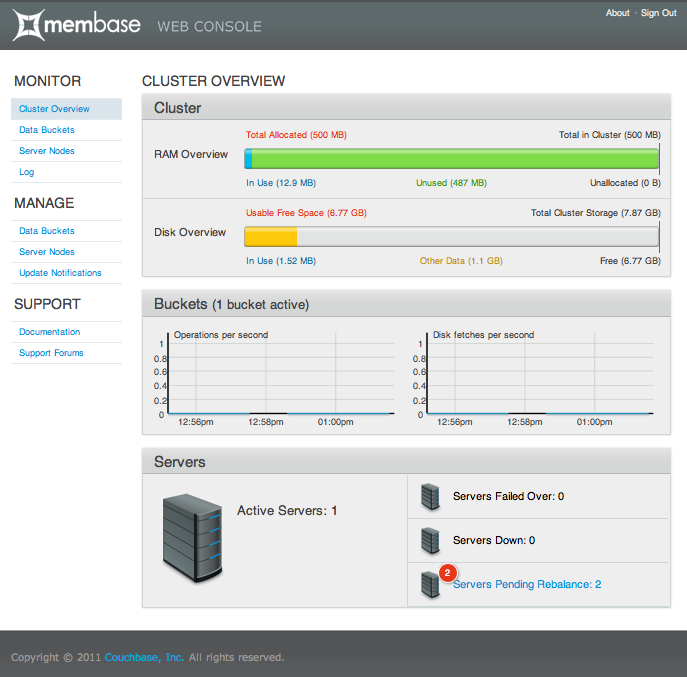 membase WEB CONSOLE
About - Sign Out
MONITOR
Cluster Overview
Data Buckets
Server Nodes
Log
MANAGE
Data Buckets
Server Nodes
Update Notifications
SUPPORT
Documentation
Support Forums
CLUSTER OVERVIEW
Cluster
Total Allocated (500 MB) Total in Cluster (500 MB)
RAM Overview
In Use (12.9 MB) Unused (487 MB) Unallocated (0 B)
Usable Free Space (6.77 GB) Total Cluster Storage (7.87 GB)
Disk Overview
In Use (1.52 MB) Other Data (1.1 GB) Free (6.77 GB)
Buckets (1 bucket active)
Operations per second
1
0.8
0.6
0.4
0.2
0
12:56pm 12:58pm 01:00pm
Disk fetches per second
1
0.8
0.6
0.4
0.2
0
12:56pm 12:58pm 01:00pm
Servers
Active Servers: 1
Servers Failed Over: 0
Servers Down: 0
2
Servers Pending Rebalance: 2
Copyright © 2011 Couchbase, Inc. All rights reserved.